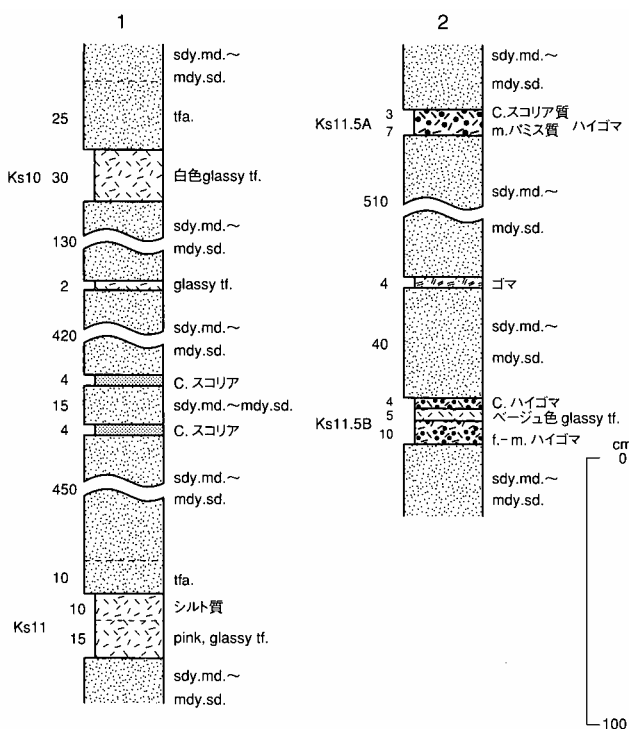 1
sdy.md.～
mdy.sd.
25 tfa.
Ks10 30 白色glassy tf.
sdy.md.～
130 mdy.sd.
2 glassy tf.
sdy.md.～
420
mdy.sd.
4 C. スコリア
15 sdy.md.～mdy.sd.
4 C. スコリア
sdy.md.～
450 mdy.sd.
10 tfa.
10 シルト質
Ks11
15 pink, glassy tf.
sdy.md.～
mdy.sd.
2
sdy.md.～
mdy.sd.
3 C.スコリア質
Ks11.5A ハイゴマ
7 m.パミス質
sdy.md.～
510
mdy.sd.
4 ゴマ
sdy.md.～
40
mdy.sd.
4 C. ハイゴマ
Ks11.5B 5 ベージュ色 glassy tf.
10 f.－m. ハイゴマ
sdy.md.～
mdy.sd.
cm
0
100